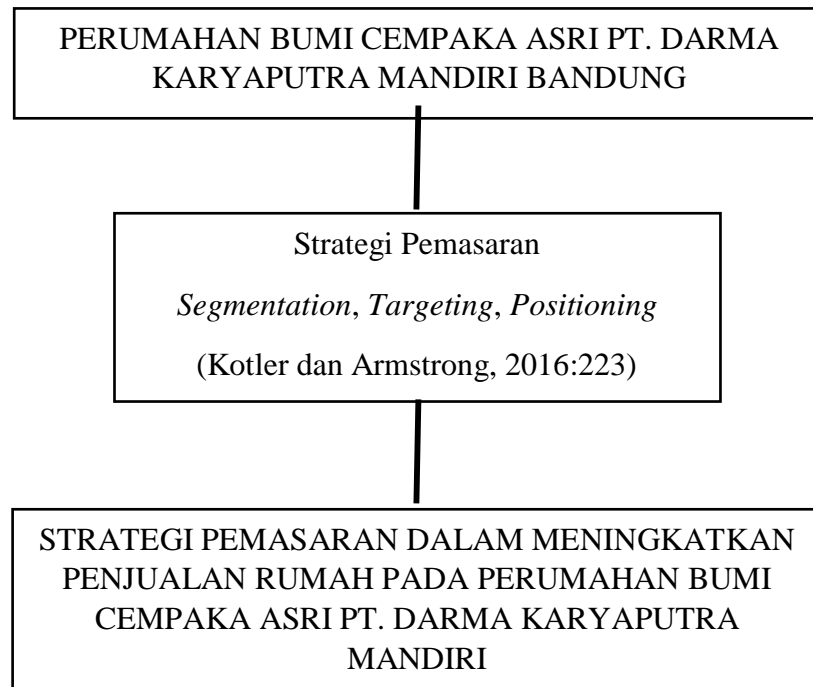 PERUMAHAN BUMI CEMPAKA ASRI PT. DARMA
KARYAPUTRA MANDIRI BANDUNG
Strategi Pemasaran
Segmentation, Targeting, Positioning
(Kotler dan Armstrong, 2016:223)
STRATEGI PEMASARAN DALAM MENINGKATKAN
PENJUALAN RUMAH PADA PERUMAHAN BUMI
CEMPAKA ASRI PT. DARMA KARYAPUTRA
MANDIRI